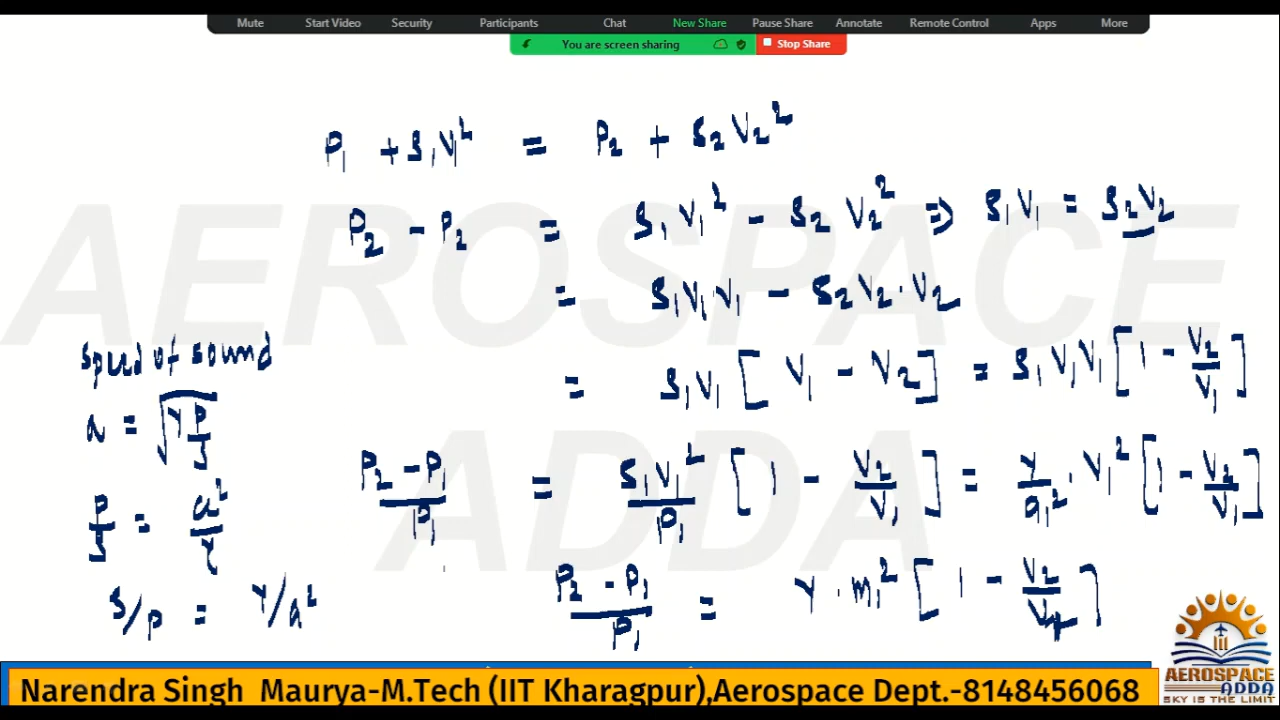 Mute Start Video Security Participants Chat New Share Pause Share Annotate Remote Control Apps More
You are screen sharing Stop Share
P₁ + ρ₁V₁² = P₂ + ρ₂V₂²
P₂ - P₂ = ρ₁V₁² - ρ₂V₂² ⇒ ρ₁V₁ = ρ₂V₂
= ρ₁V₁V₁ - ρ₂V₂·V₂
speed of sound
= ρ₁V₁[V₁ - V₂] = ρ₁V₁V₁[1 - V₂/V₁]
a = √(γP/ρ)
(P₂ - P₁)/P₁ = ρ₁V₁²/P₁ [1 - V₂/V₁] = γ/a₁² · V₁² [1 - V₂/V₁]
P/ρ = a²/γ
(P₂ - P₁)/P₁ = γ·m₁² [1 - V₂/V₁]
ρ/P = γ/a²
AEROSPACE
ADDA
Narendra Singh Maurya-M.Tech (IIT Kharagpur),Aerospace Dept.-8148456068
AEROSPACE
ADDA
SKY IS THE LIMIT